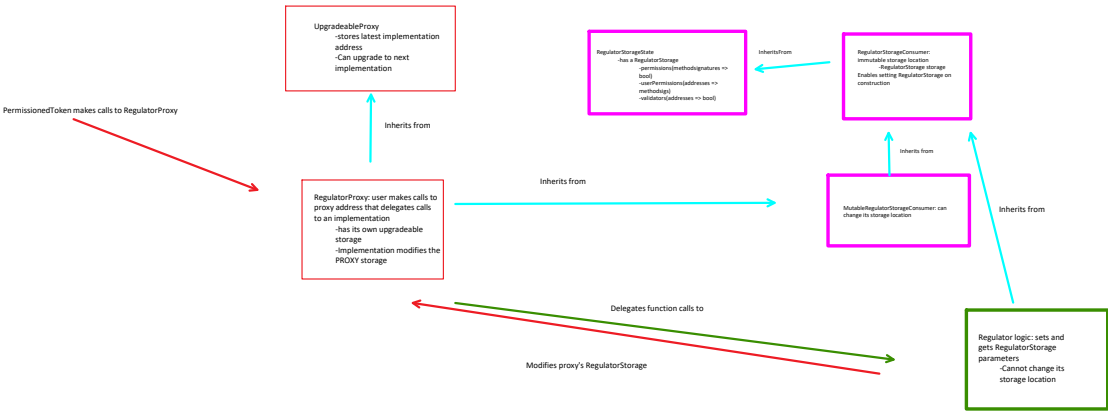 UpgradeableProxy
-stores latest implementation
address
-Can upgrade to next
implementation
RegulatorStorageState
-has a RegulatorStorage
-permissions(methodsignatures =>
bool)
-userPermissions(addresses =>
methodsigs)
-validators(addresses => bool)
InheritsFrom
RegulatorStorageConsumer:
immutable storage location
-RegulatorStorage storage
Enables setting RegulatorStorage on
construction
PermissionedToken makes calls to RegulatorProxy
Inherits from
Inherits from
RegulatorProxy: user makes calls to
proxy address that delegates calls
to an implementation
-has its own upgradeable
storage
-Implementation modifies the
PROXY storage
Inherits from
MutableRegulatorStorageConsumer: can
change its storage location
Inherits from
Delegates function calls to
Modifies proxy's RegulatorStorage
Regulator logic: sets and
gets RegulatorStorage
parameters
-Cannot change its
storage location